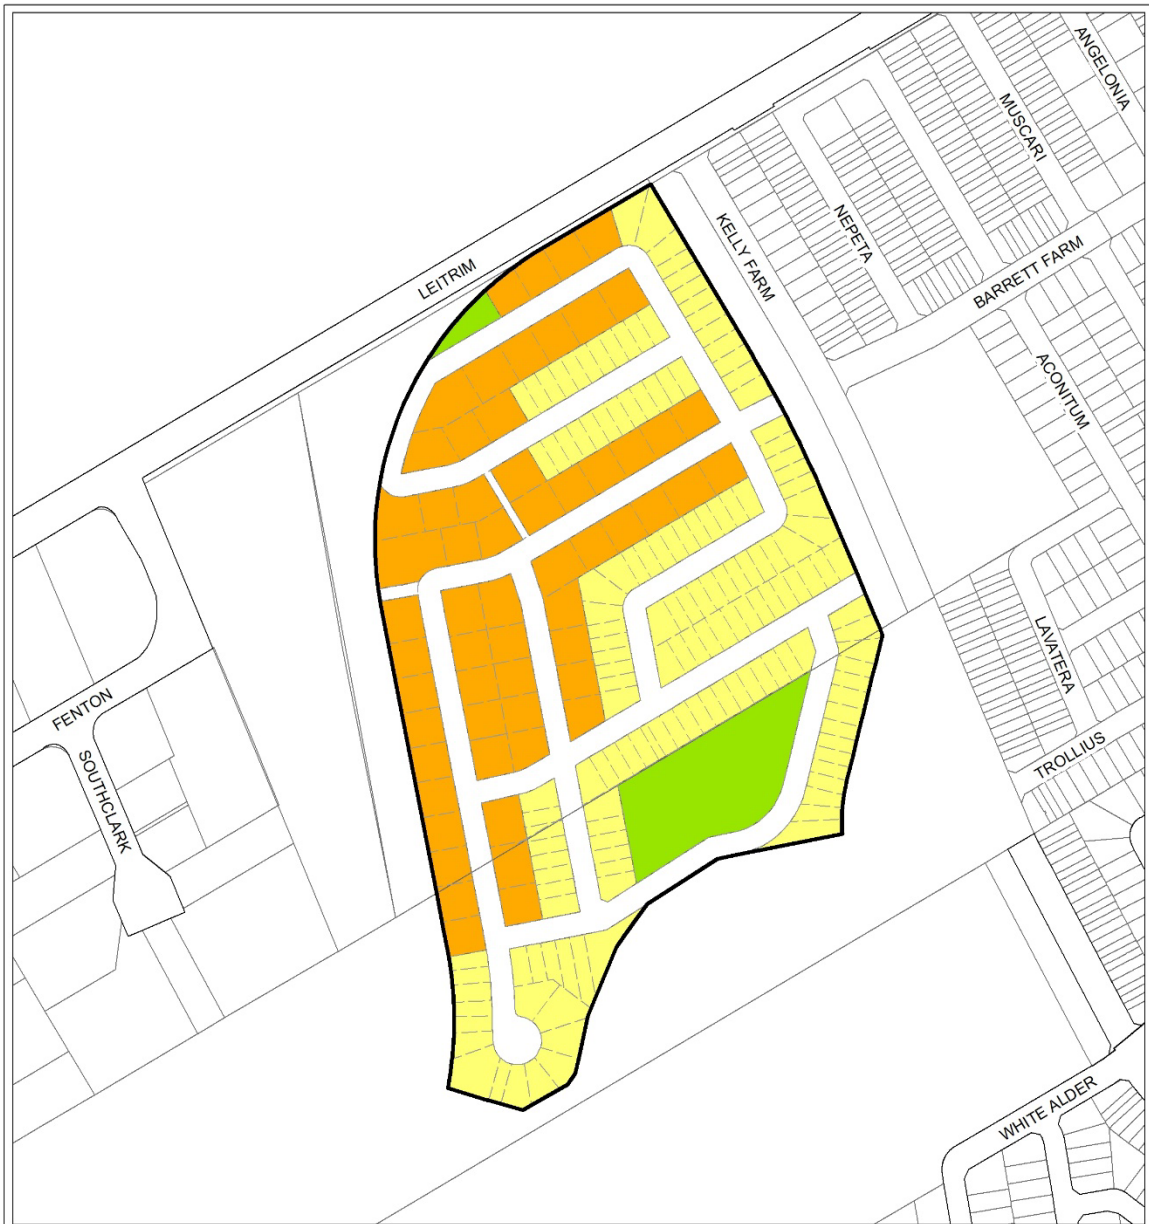 ANGELONIA
MUSCARI
NEPETA
KELLY FARM
BARRETT FARM
LEITRIM
ACONITUM
LAVATERA
FENTON
TROLLIUS
SOUTHCLARK
WHITE ALDER